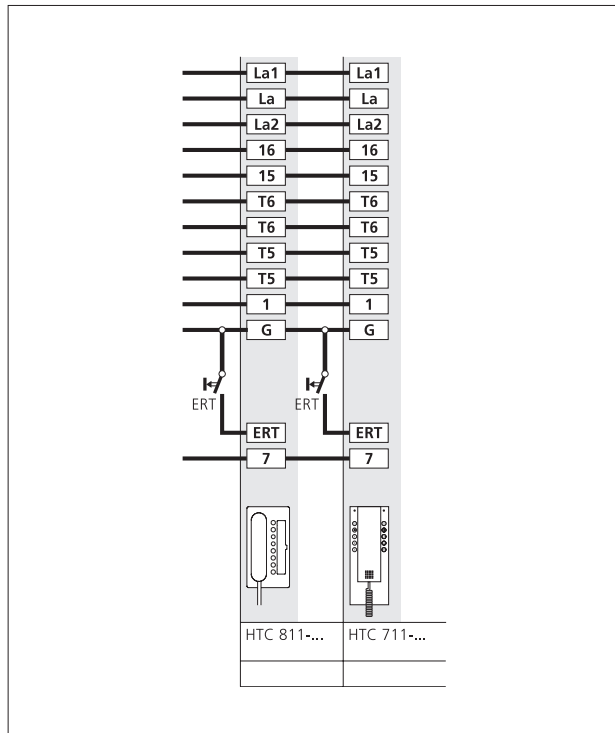 La1 La1
La La
La2 La2
16 16
15 15
T6 T6
T6 T6
T5 T5
T5 T5
1 1
G G
ERT ERT
ERT ERT
7 7
HTC 811-... HTC 711-...